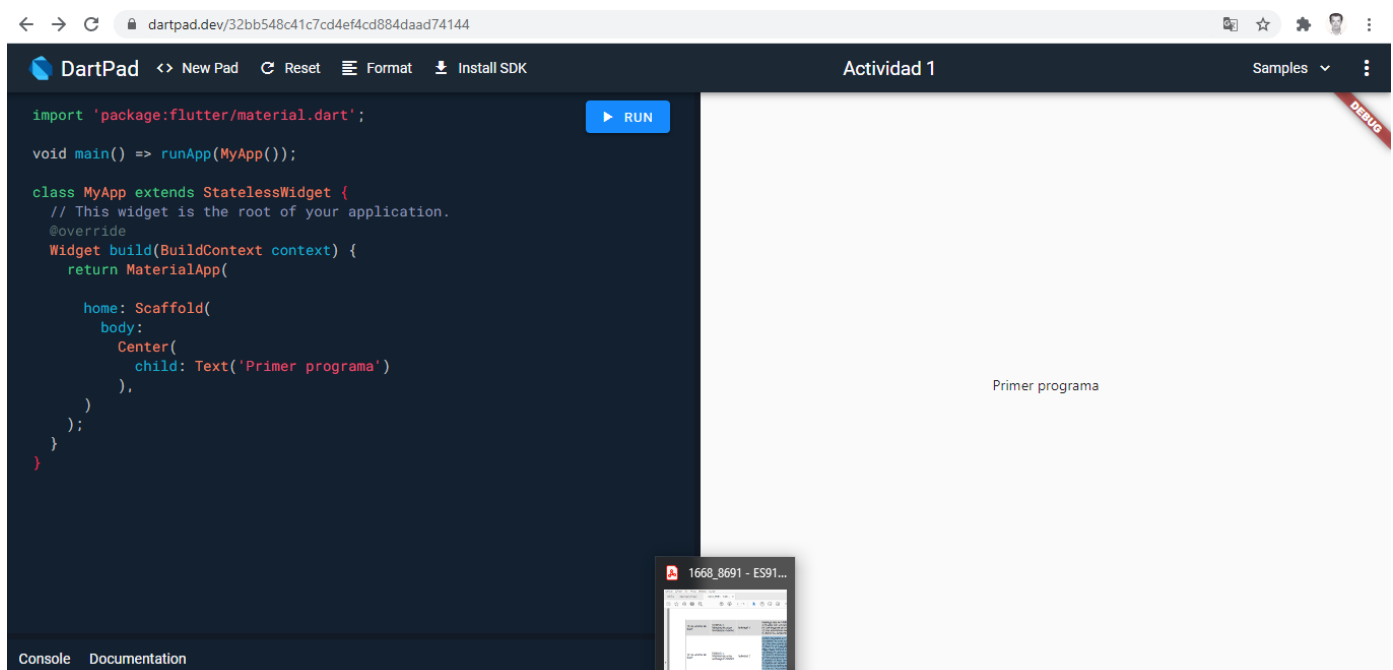 dartpad.dev/32bb548c41c7cd4ef4cd884daad74144
DartPad <> New Pad Reset Format Install SDK Actividad 1 Samples
import 'package:flutter/material.dart';
RUN
DEBUG
void main() => runApp(MyApp());
class MyApp extends StatelessWidget {
// This widget is the root of your application.
@override
Widget build(BuildContext context) {
return MaterialApp(
home: Scaffold(
body:
Center(
child: Text('Primer programa')
),
)
);
}
}
Primer programa
1668_8691 - ES91...
Console Documentation